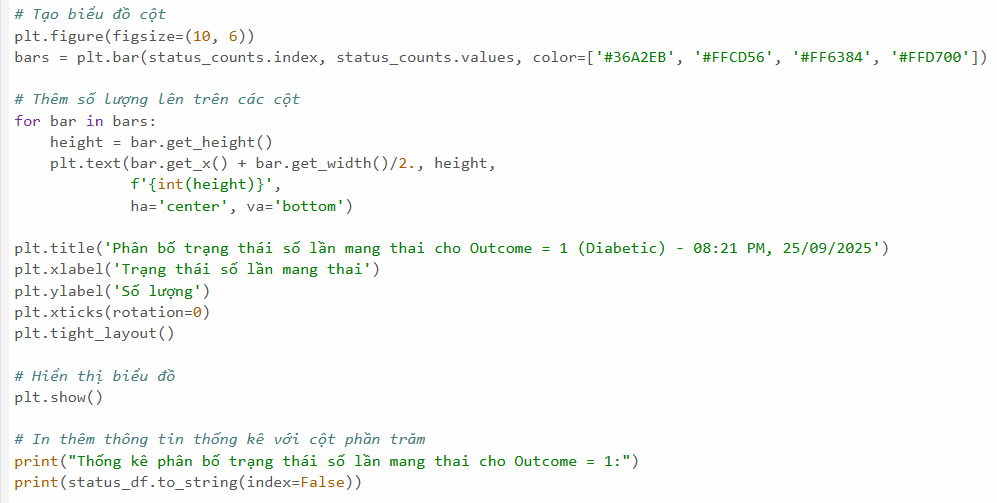 # Tạo biểu đồ cột
plt.figure(figsize=(10, 6))
bars = plt.bar(status_counts.index, status_counts.values, color=['#36A2EB', '#FFCD56', '#FF6384', '#FFD700'])
# Thêm số lượng lên trên các cột
for bar in bars:
    height = bar.get_height()
    plt.text(bar.get_x() + bar.get_width()/2., height,
             f'{int(height)}',
             ha='center', va='bottom')
plt.title('Phân bố trạng thái số lần mang thai cho Outcome = 1 (Diabetic) - 08:21 PM, 25/09/2025')
plt.xlabel('Trạng thái số lần mang thai')
plt.ylabel('Số lượng')
plt.xticks(rotation=0)
plt.tight_layout()
# Hiển thị biểu đồ
plt.show()
# In thêm thông tin thống kê với cột phần trăm
print("Thống kê phân bố trạng thái số lần mang thai cho Outcome = 1:")
print(status_df.to_string(index=False))